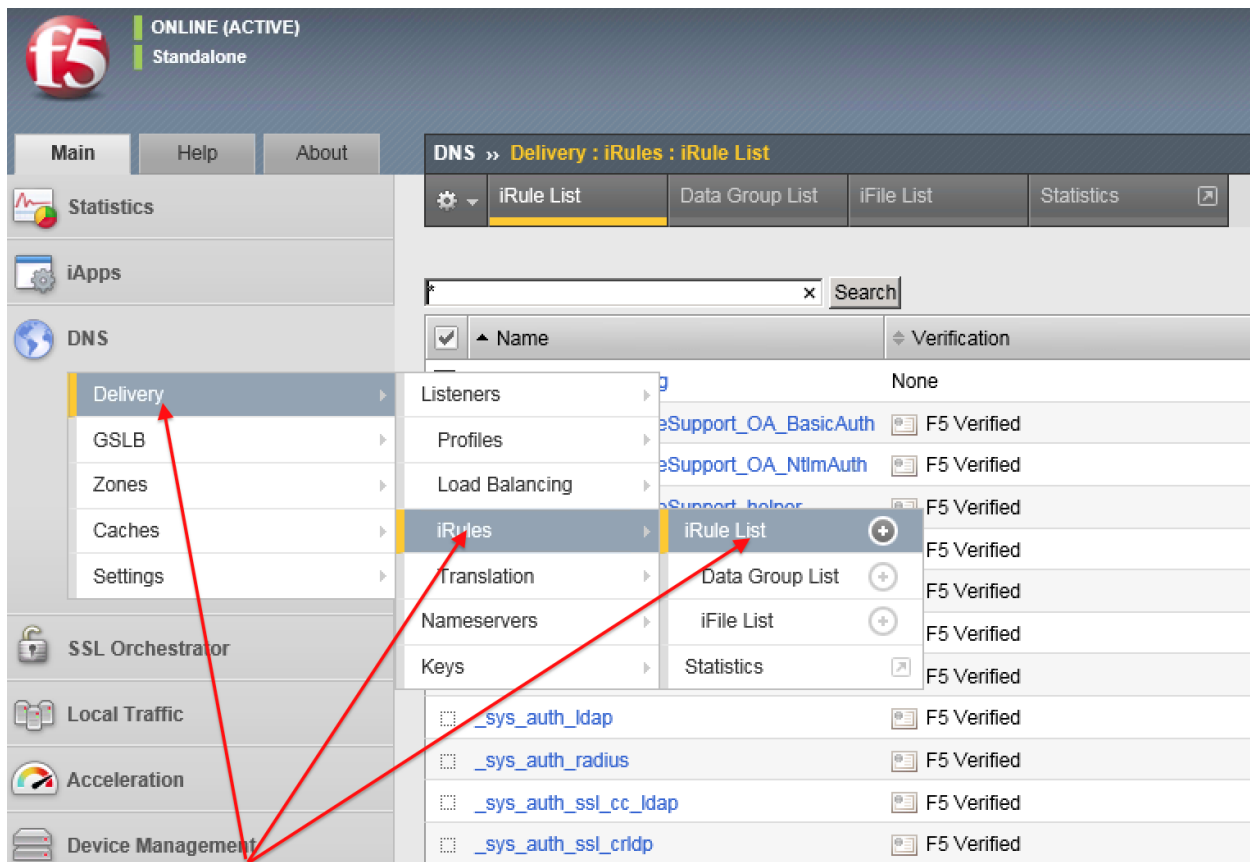 f5
ONLINE (ACTIVE)
Standalone
Main Help About
DNS » Delivery : iRules : iRule List
iRule List Data Group List iFile List Statistics
Statistics
iApps
DNS
Delivery
GSLB
Zones
Caches
Settings
SSL Orchestrator
Local Traffic
Acceleration
Device Management
Listeners
Profiles
Load Balancing
iRules
Translation
Nameservers
Keys
iRule List
Data Group List
iFile List
Statistics
* × Search
Name Verification
g None
eSupport_OA_BasicAuth F5 Verified
eSupport_OA_NtlmAuth F5 Verified
eSupport_helper F5 Verified
F5 Verified
F5 Verified
F5 Verified
F5 Verified
_sys_auth_ldap F5 Verified
_sys_auth_radius F5 Verified
_sys_auth_ssl_cc_ldap F5 Verified
_sys_auth_ssl_crldp F5 Verified